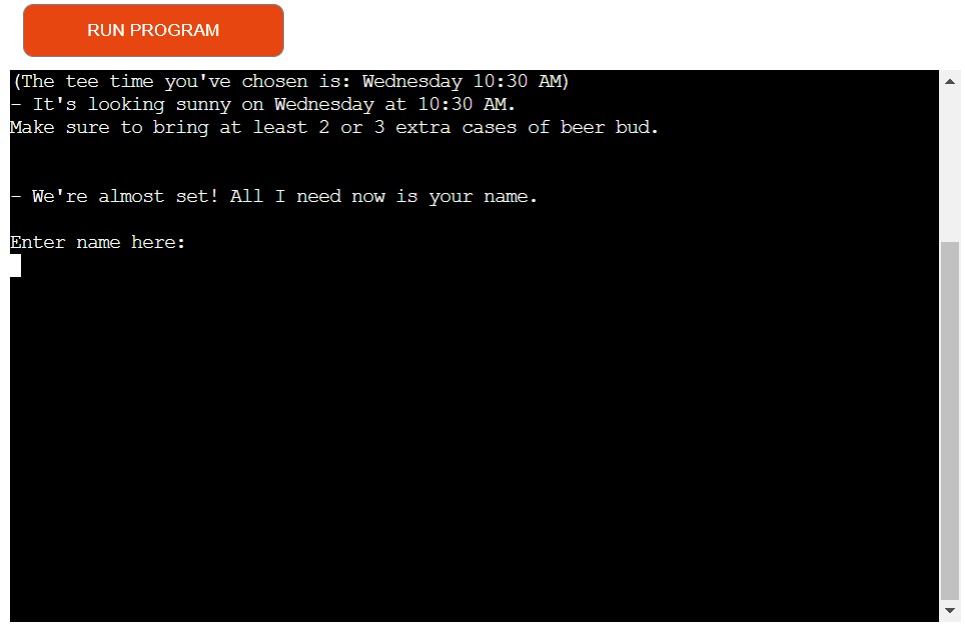 RUN PROGRAM
(The tee time you've chosen is: Wednesday 10:30 AM)
- It's looking sunny on Wednesday at 10:30 AM.
Make sure to bring at least 2 or 3 extra cases of beer bud.
- We're almost set! All I need now is your name.
Enter name here: